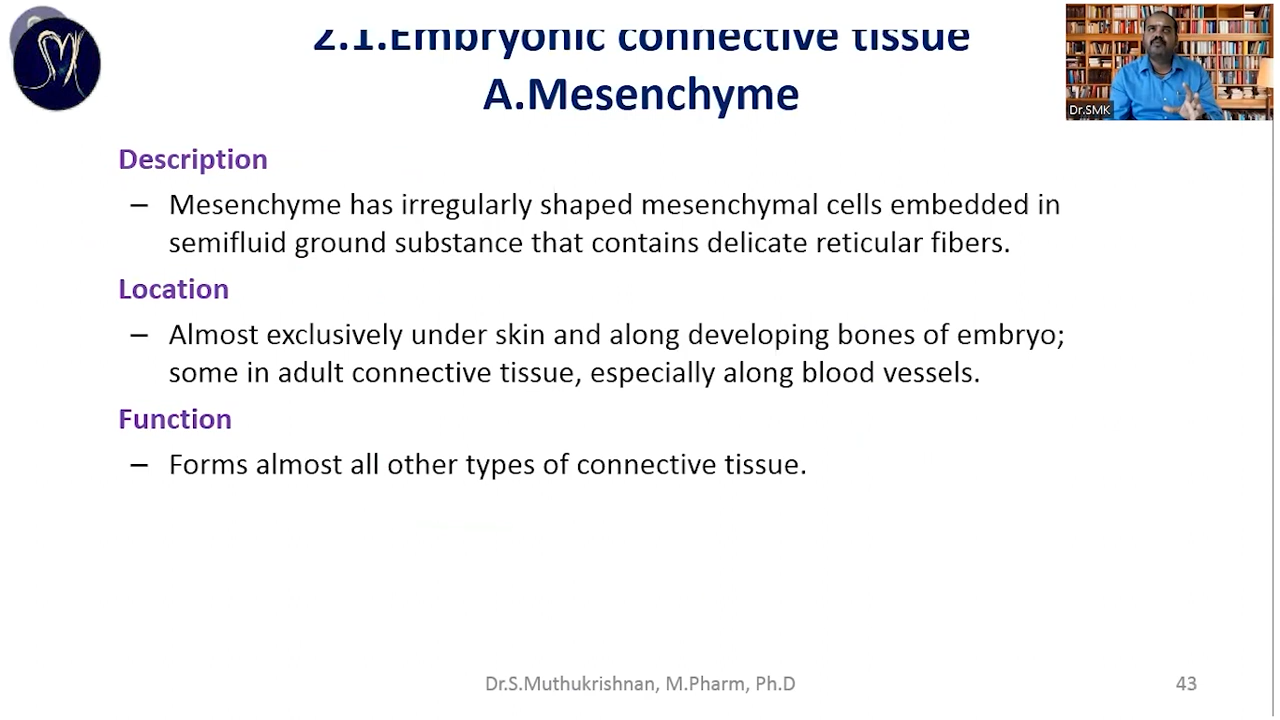 2.1.Embryonic connective tissue
A.Mesenchyme
Dr.SMK
Description
– Mesenchyme has irregularly shaped mesenchymal cells embedded in
semifluid ground substance that contains delicate reticular fibers.
Location
– Almost exclusively under skin and along developing bones of embryo;
some in adult connective tissue, especially along blood vessels.
Function
– Forms almost all other types of connective tissue.
Dr.S.Muthukrishnan, M.Pharm, Ph.D
43